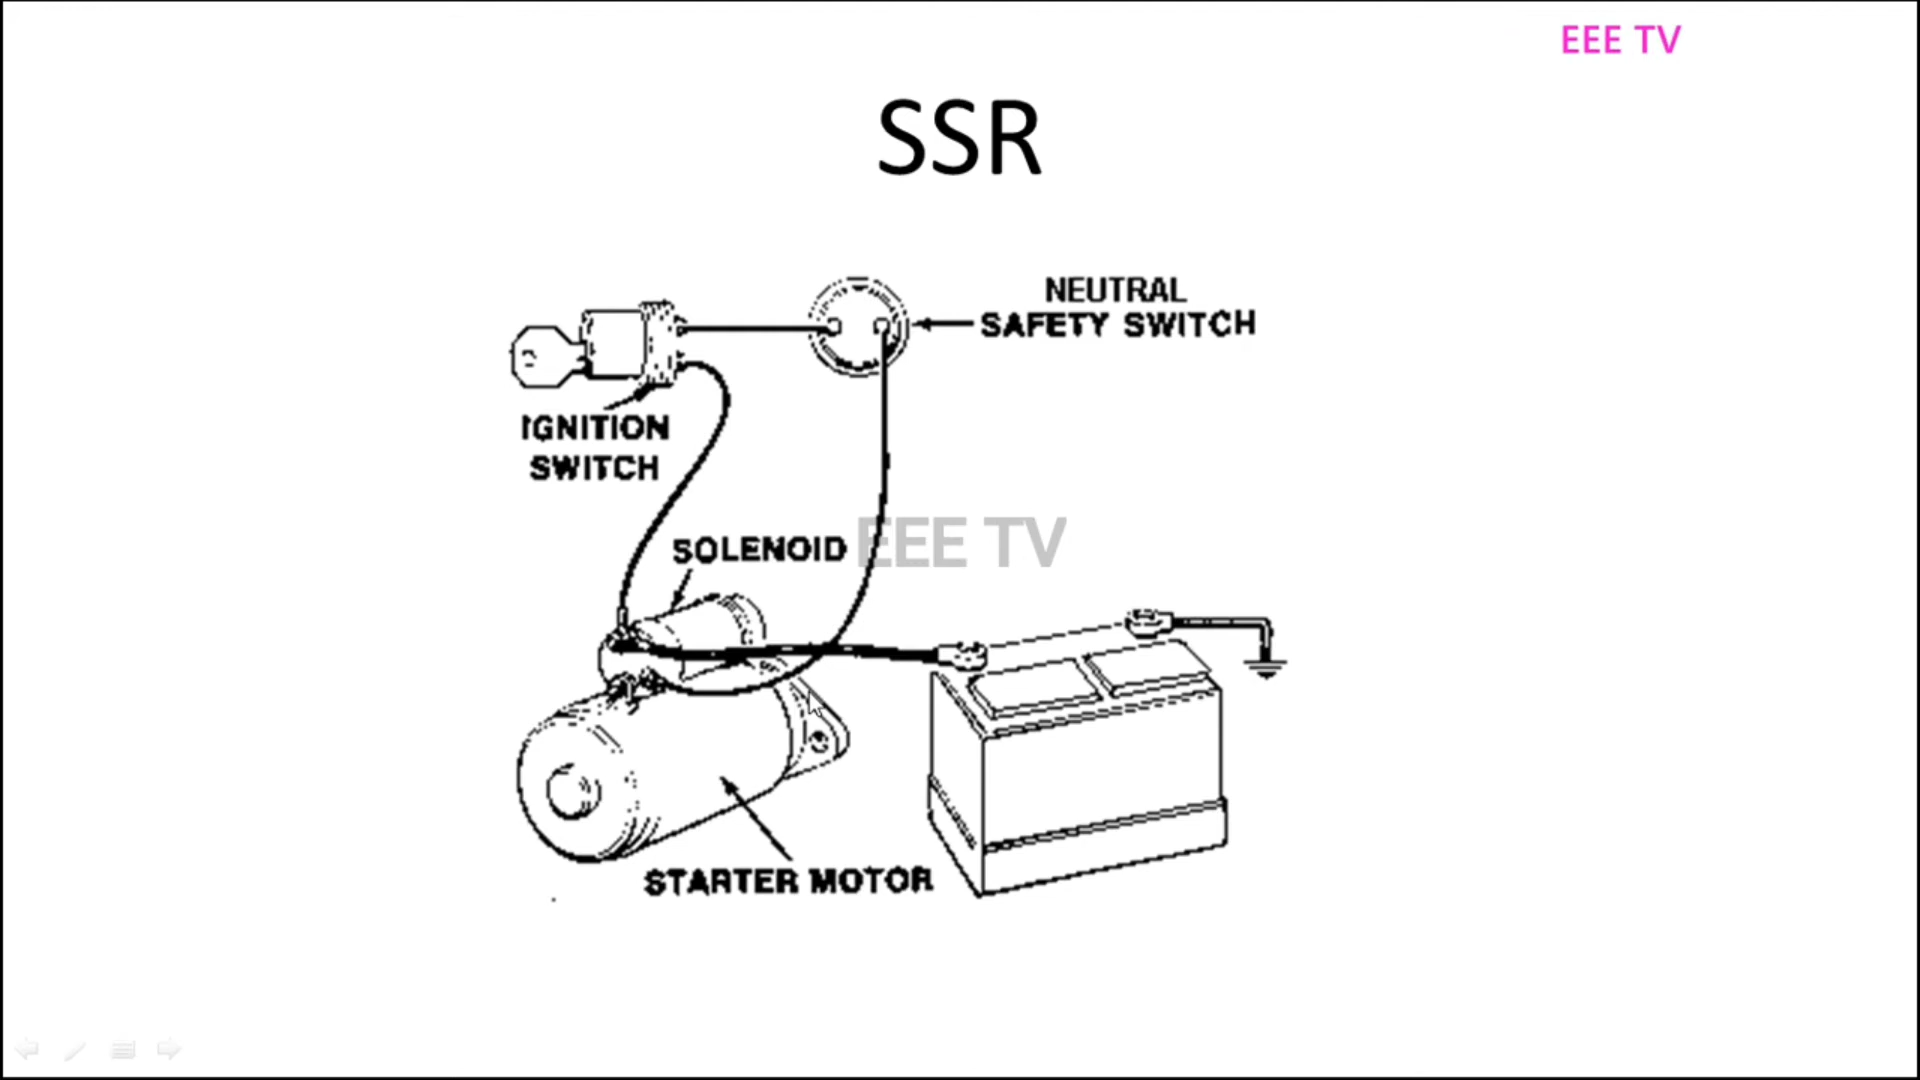 EEE TV
SSR
NEUTRAL
SAFETY SWITCH
IGNITION
SWITCH
SOLENOID
EEE TV
STARTER MOTOR